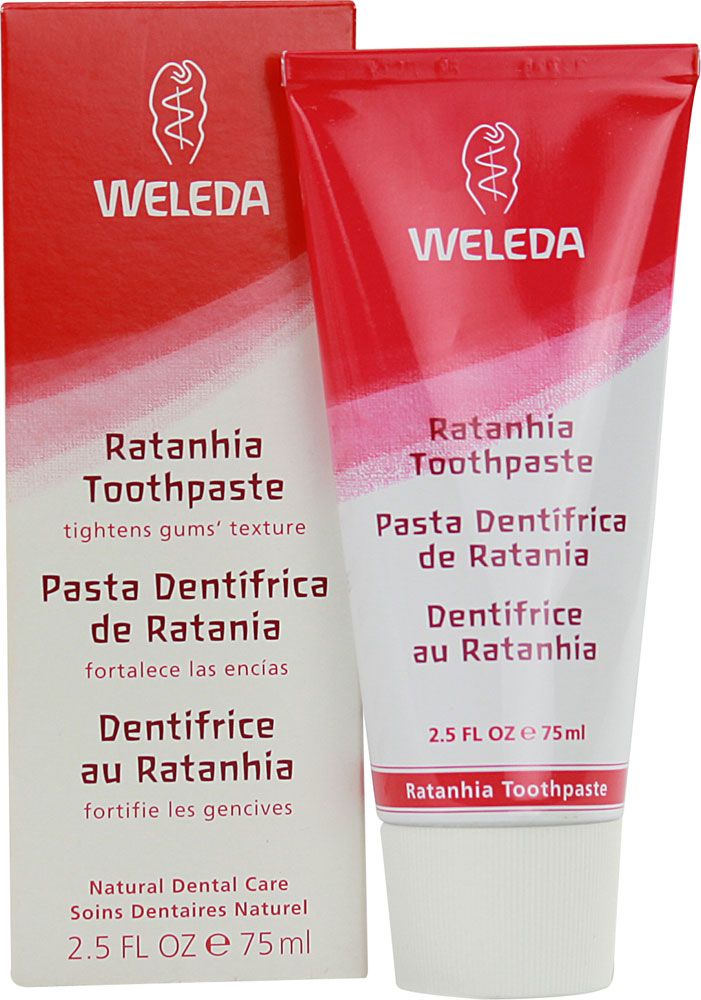 WELEDA
Ratanhia
Toothpaste
tightens gums' texture
Pasta Dentífrica
de Ratania
fortalece las encías
Dentifrice
au Ratanhia
fortifie les gencives
Natural Dental Care
Soins Dentaires Naturel
2.5 FL OZ e 75ml
WELEDA
Ratanhia
Toothpaste
Pasta Dentífrica
de Ratania
Dentifrice
au Ratanhia
2.5 FL OZ e 75ml
Ratanhia Toothpaste